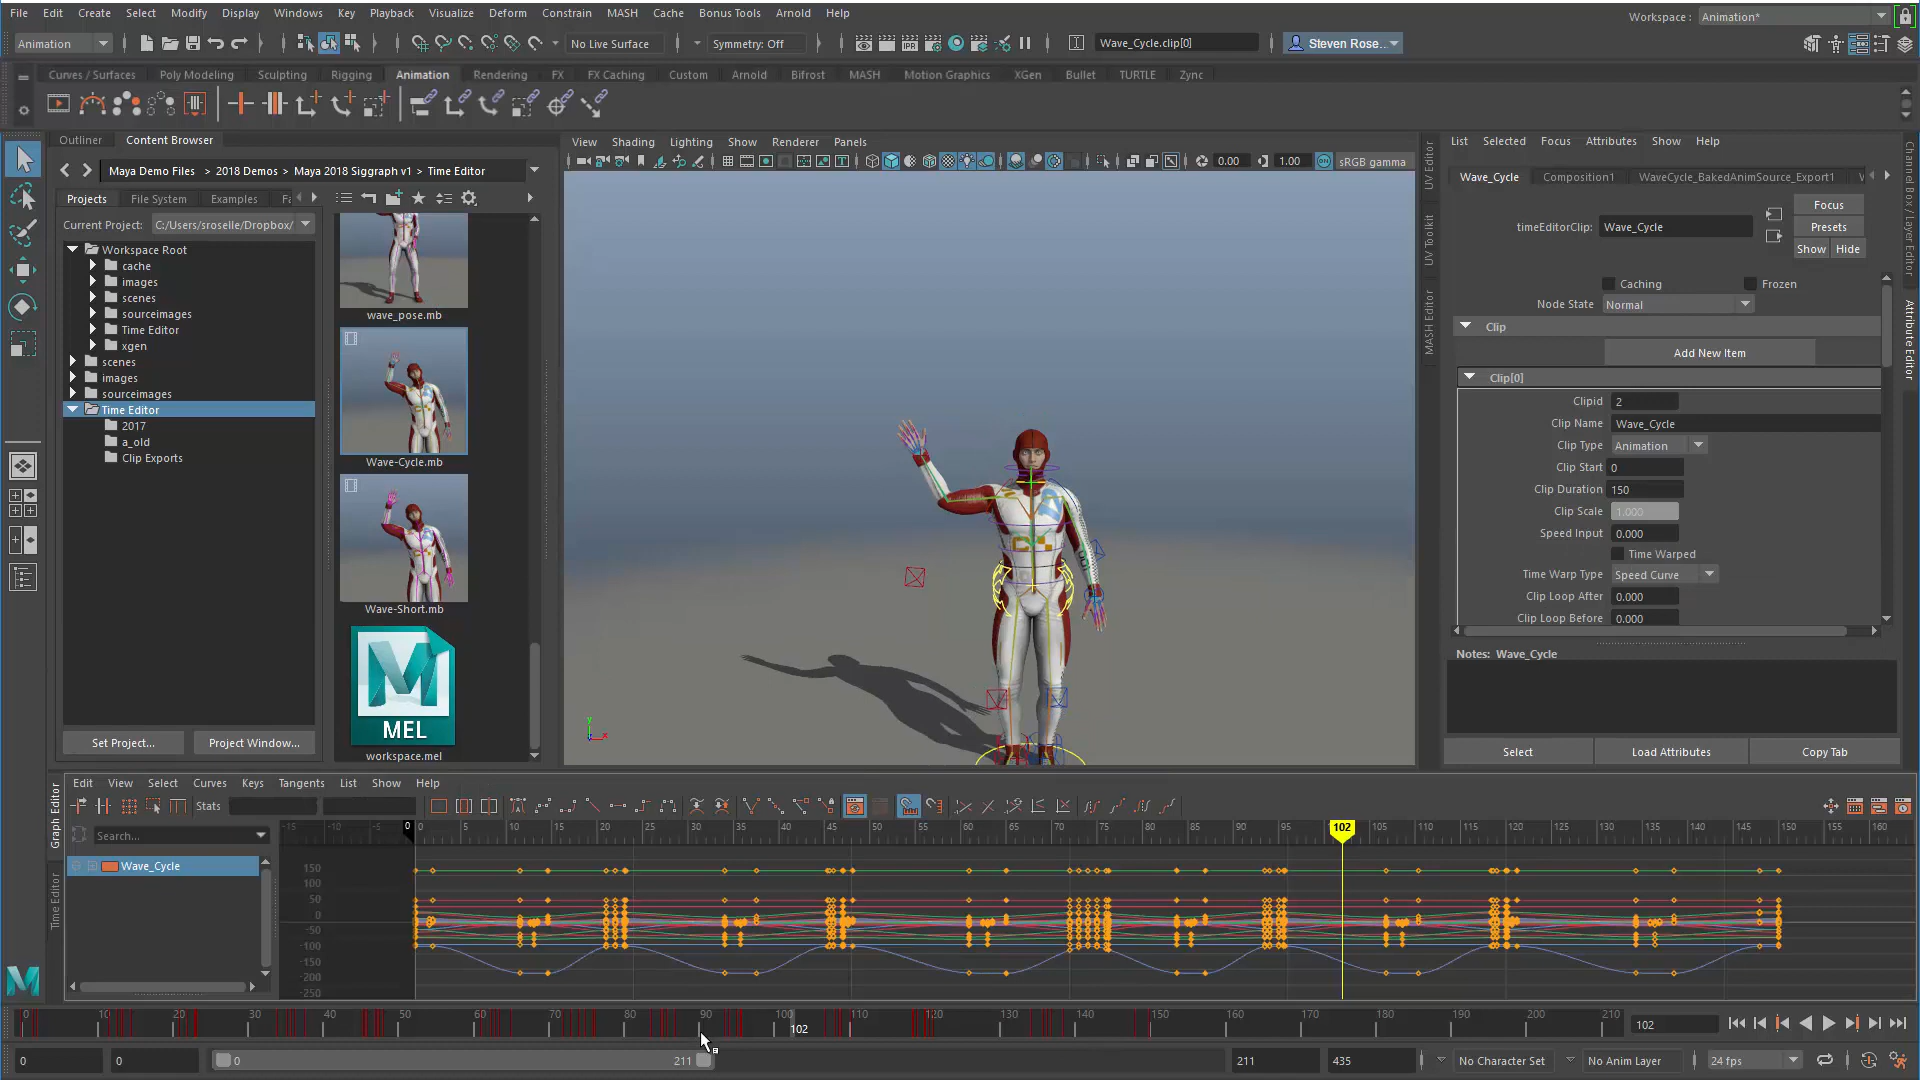 File Edit Create Select Modify Display Windows Key Playback Visualize Deform Constrain MASH Cache Bonus Tools Arnold Help
Workspace : Animation*
Animation
No Live Surface
Symmetry: Off
IPR
Wave_Cycle.clip[0]
Steven Rose...
Curves / Surfaces Poly Modeling Sculpting Rigging Animation Rendering FX FX Caching Custom Arnold Bifrost MASH Motion Graphics XGen Bullet TURTLE Zync
Outliner Content Browser
Maya Demo Files > 2018 Demos > Maya 2018 Siggraph v1 > Time Editor
Projects File System Examples Fa
Current Project: C:/Users/sroselle/Dropbox/
Workspace Root
cache
images
scenes
sourceimages
Time Editor
xgen
scenes
images
sourceimages
Time Editor
2017
a_old
Clip Exports
Set Project... Project Window...
wave_pose.mb
Wave-Cycle.mb
Wave-Short.mb
MEL
workspace.mel
View Shading Lighting Show Renderer Panels
0.00 1.00 sRGB gamma
UV Editor
UV Toolkit
MASH Editor
List Selected Focus Attributes Show Help
Wave_Cycle Composition1 WaveCycle_BakedAnimSource_Export1
Focus
timeEditorClip: Wave_Cycle
Presets
Show Hide
Caching Frozen
Node State Normal
Clip
Add New Item
Clip[0]
Clipid 2
Clip Name Wave_Cycle
Clip Type Animation
Clip Start 0
Clip Duration 150
Clip Scale 1.000
Speed Input 0.000
Time Warped
Time Warp Type Speed Curve
Clip Loop After 0.000
Clip Loop Before 0.000
Notes: Wave_Cycle
Select Load Attributes Copy Tab
Channel Box / Layer Editor
Attribute Editor
Graph Editor
Time Editor
Edit View Select Curves Keys Tangents List Show Help
Stats
Search...
Wave_Cycle
-15 -10 -5 0 0 5 10 15 20 25 30 35 40 45 50 55 60 65 70 75 80 85 90 95 102 105 110 115 120 125 130 135 140 145 150 155 160
150
100
50
0
-50
-100
-150
-200
-250
0 10 20 30 40 50 60 70 80 90 100 110 120 130 140 150 160 170 180 190 200 210
102
102
0 0 0 211 211 435 No Character Set No Anim Layer 24 fps